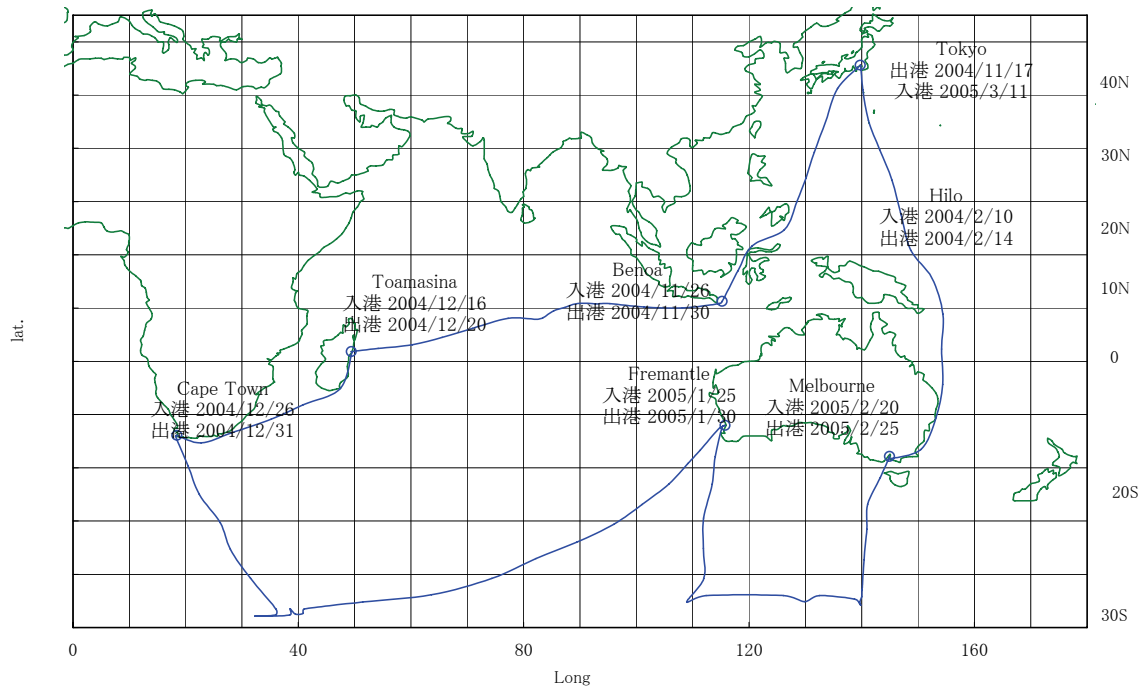 Tokyo
出港 2004/11/17
入港 2005/3/11
40N
30N
Hilo
入港 2004/2/10
出港 2004/2/14
20N
Benoa
入港 2004/11/26
出港 2004/11/30
Toamasina
入港 2004/12/16
出港 2004/12/20
10N
lat.
0
Fremantle
入港 2005/1/25
出港 2005/1/30
Melbourne
入港 2005/2/20
出港 2005/2/25
Cape Town
入港 2004/12/26
出港 2004/12/31
20S
30S
0 40 80 120 160
Long